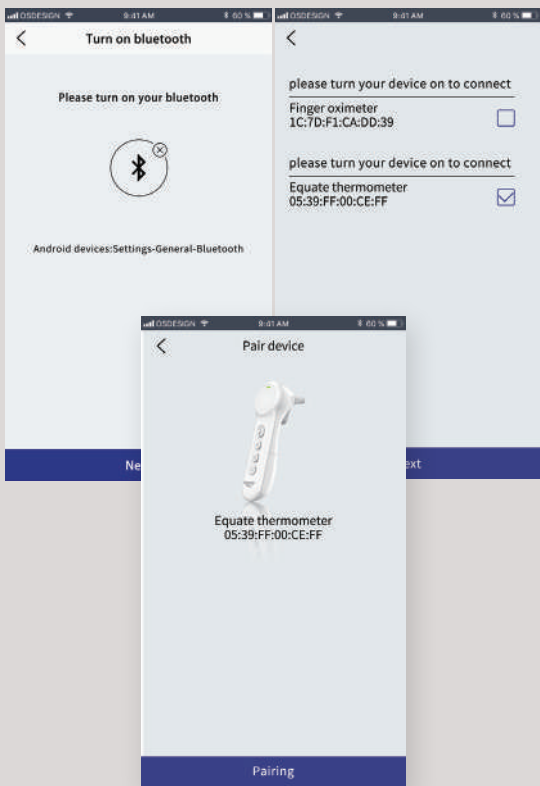 OSDESIGN 9:41 AM 60 %
Turn on bluetooth
Please turn on your bluetooth
Android devices:Settings-General-Bluetooth
Ne
OSDESIGN 9:41 AM 60 %
please turn your device on to connect
Finger oximeter
1C:7D:F1:CA:DD:39
please turn your device on to connect
Equate thermometer
05:39:FF:00:CE:FF
ext
OSDESIGN 9:41 AM 60 %
Pair device
Equate thermometer
05:39:FF:00:CE:FF
Pairing